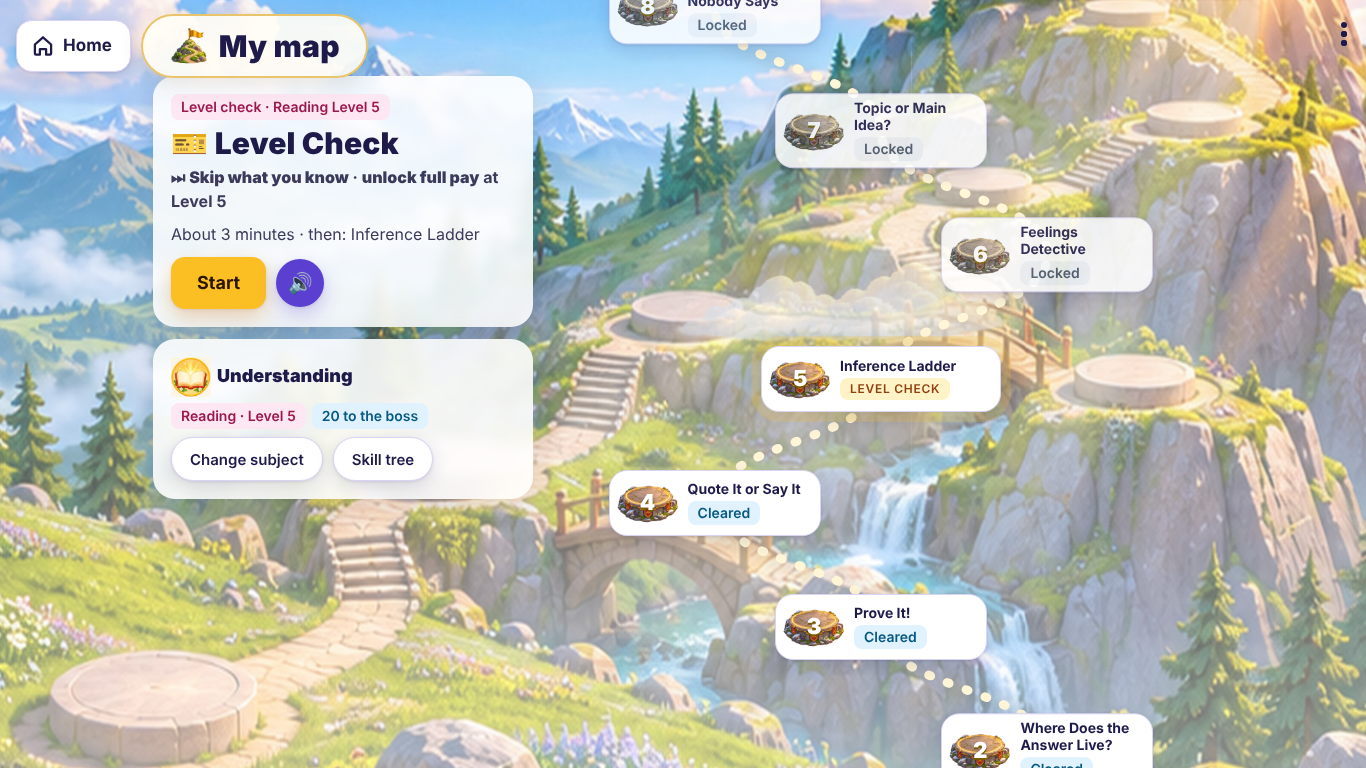 Home
My map
Level check · Reading Level 5
Level Check
Skip what you know · unlock full pay at
Level 5
About 3 minutes · then: Inference Ladder
Start
Understanding
Reading · Level 5
20 to the boss
Change subject
Skill tree
8
Nobody Says
Locked
7
Topic or Main
Idea?
Locked
6
Feelings
Detective
Locked
5
Inference Ladder
LEVEL CHECK
4
Quote It or Say It
Cleared
3
Prove It!
Cleared
2
Where Does the
Answer Live?
Cleared